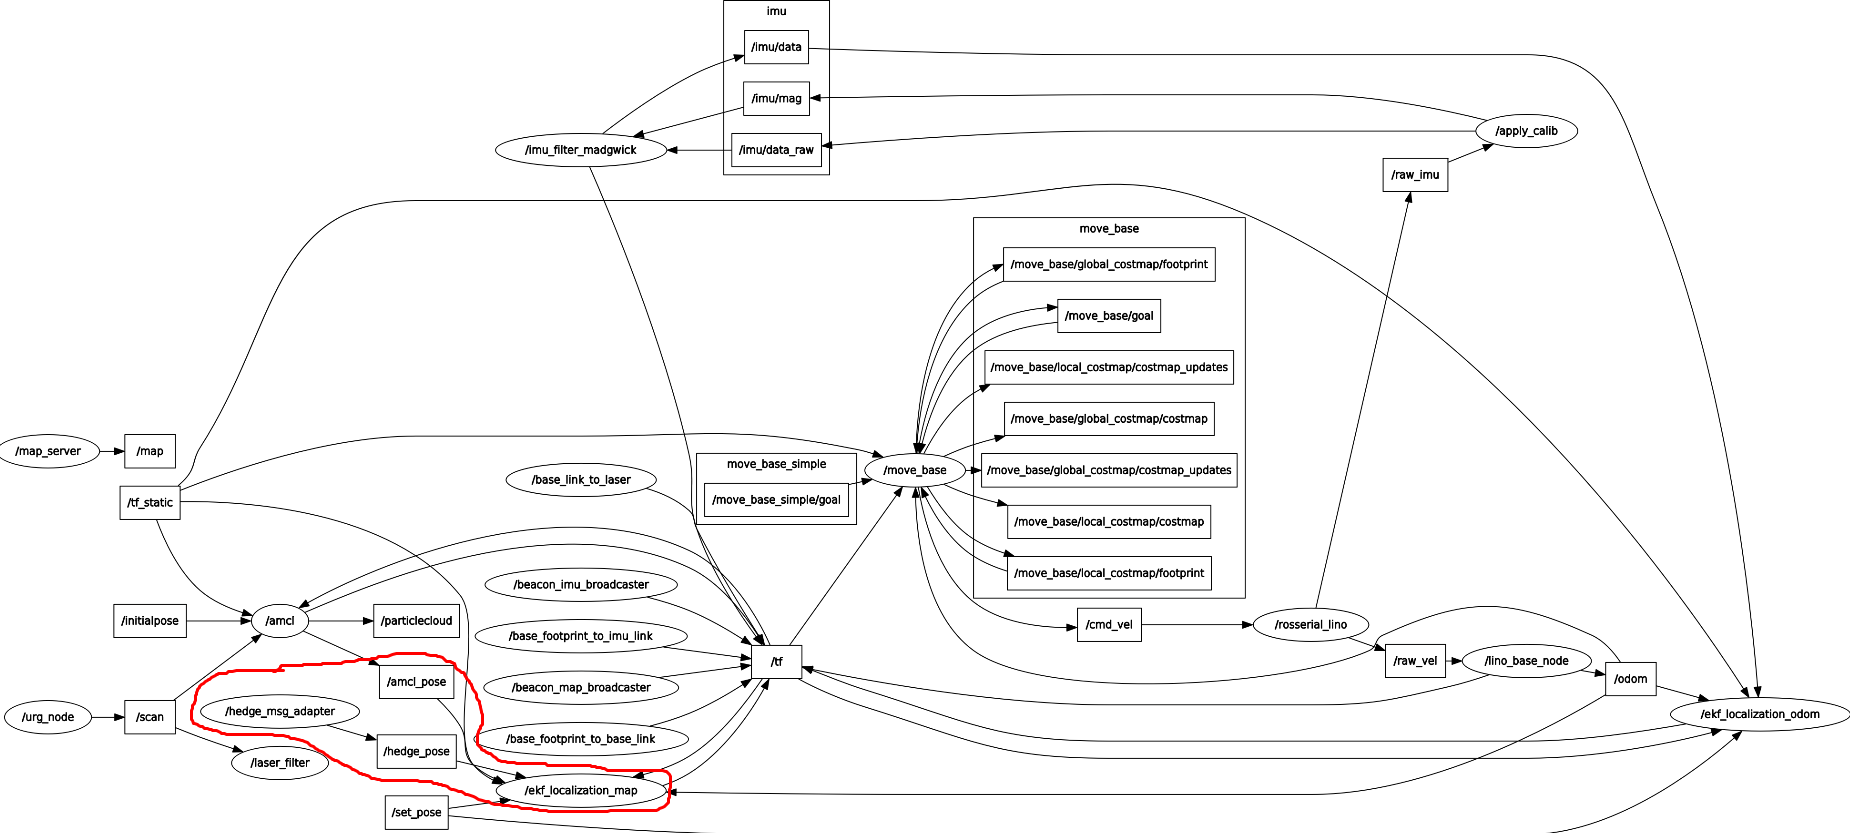 imu
/imu/data
/imu/mag
/imu/data_raw
/imu_filter_madgwick
/apply_calib
/raw_imu
move_base
/move_base/global_costmap/footprint
/move_base/goal
/move_base/local_costmap/costmap_updates
/move_base/global_costmap/costmap
/move_base/global_costmap/costmap_updates
/move_base/local_costmap/costmap
/move_base/local_costmap/footprint
/map_server
/map
/tf_static
/base_link_to_laser
move_base_simple
/move_base_simple/goal
/move_base
/beacon_imu_broadcaster
/initialpose
/amcl
/particlecloud
/base_footprint_to_imu_link
/cmd_vel
/rosserial_lino
/tf
/raw_vel
/lino_base_node
/odom
/amcl_pose
/beacon_map_broadcaster
/urg_node
/scan
/hedge_msg_adapter
/ekf_localization_odom
/base_footprint_to_base_link
/hedge_pose
/laser_filter
/ekf_localization_map
/set_pose